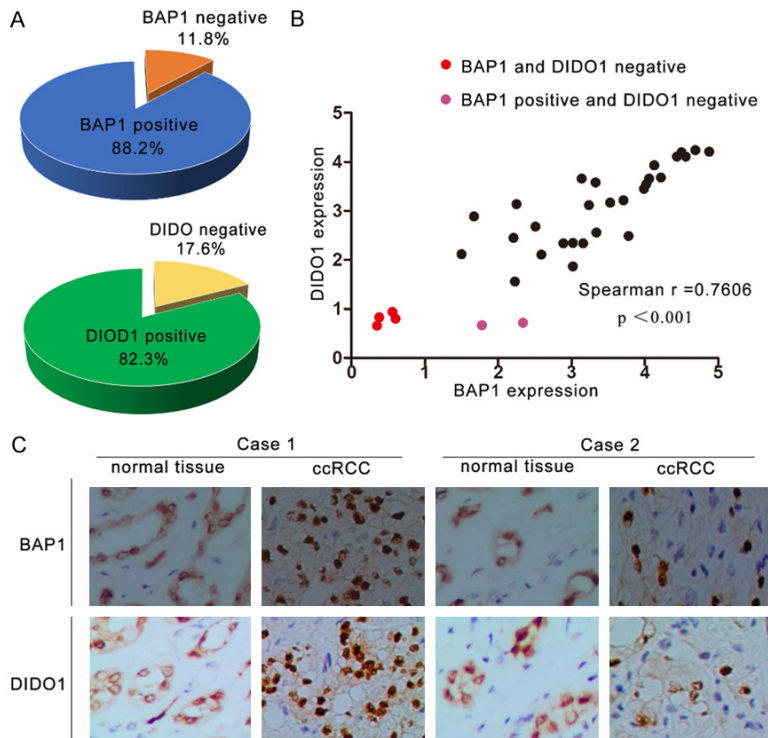 A
BAP1 negative
11.8%
BAP1 positive
88.2%
DIDO negative
17.6%
DIOD1 positive
82.3%
B
BAP1 and DIDO1 negative
BAP1 positive and DIDO1 negative
DIDO1 expression
5
4
3
2
1
0
0 1 2 3 4 5
BAP1 expression
Spearman r =0.7606
p <0.001
C
Case 1 Case 2
normal tissue ccRCC normal tissue ccRCC
BAP1
DIDO1